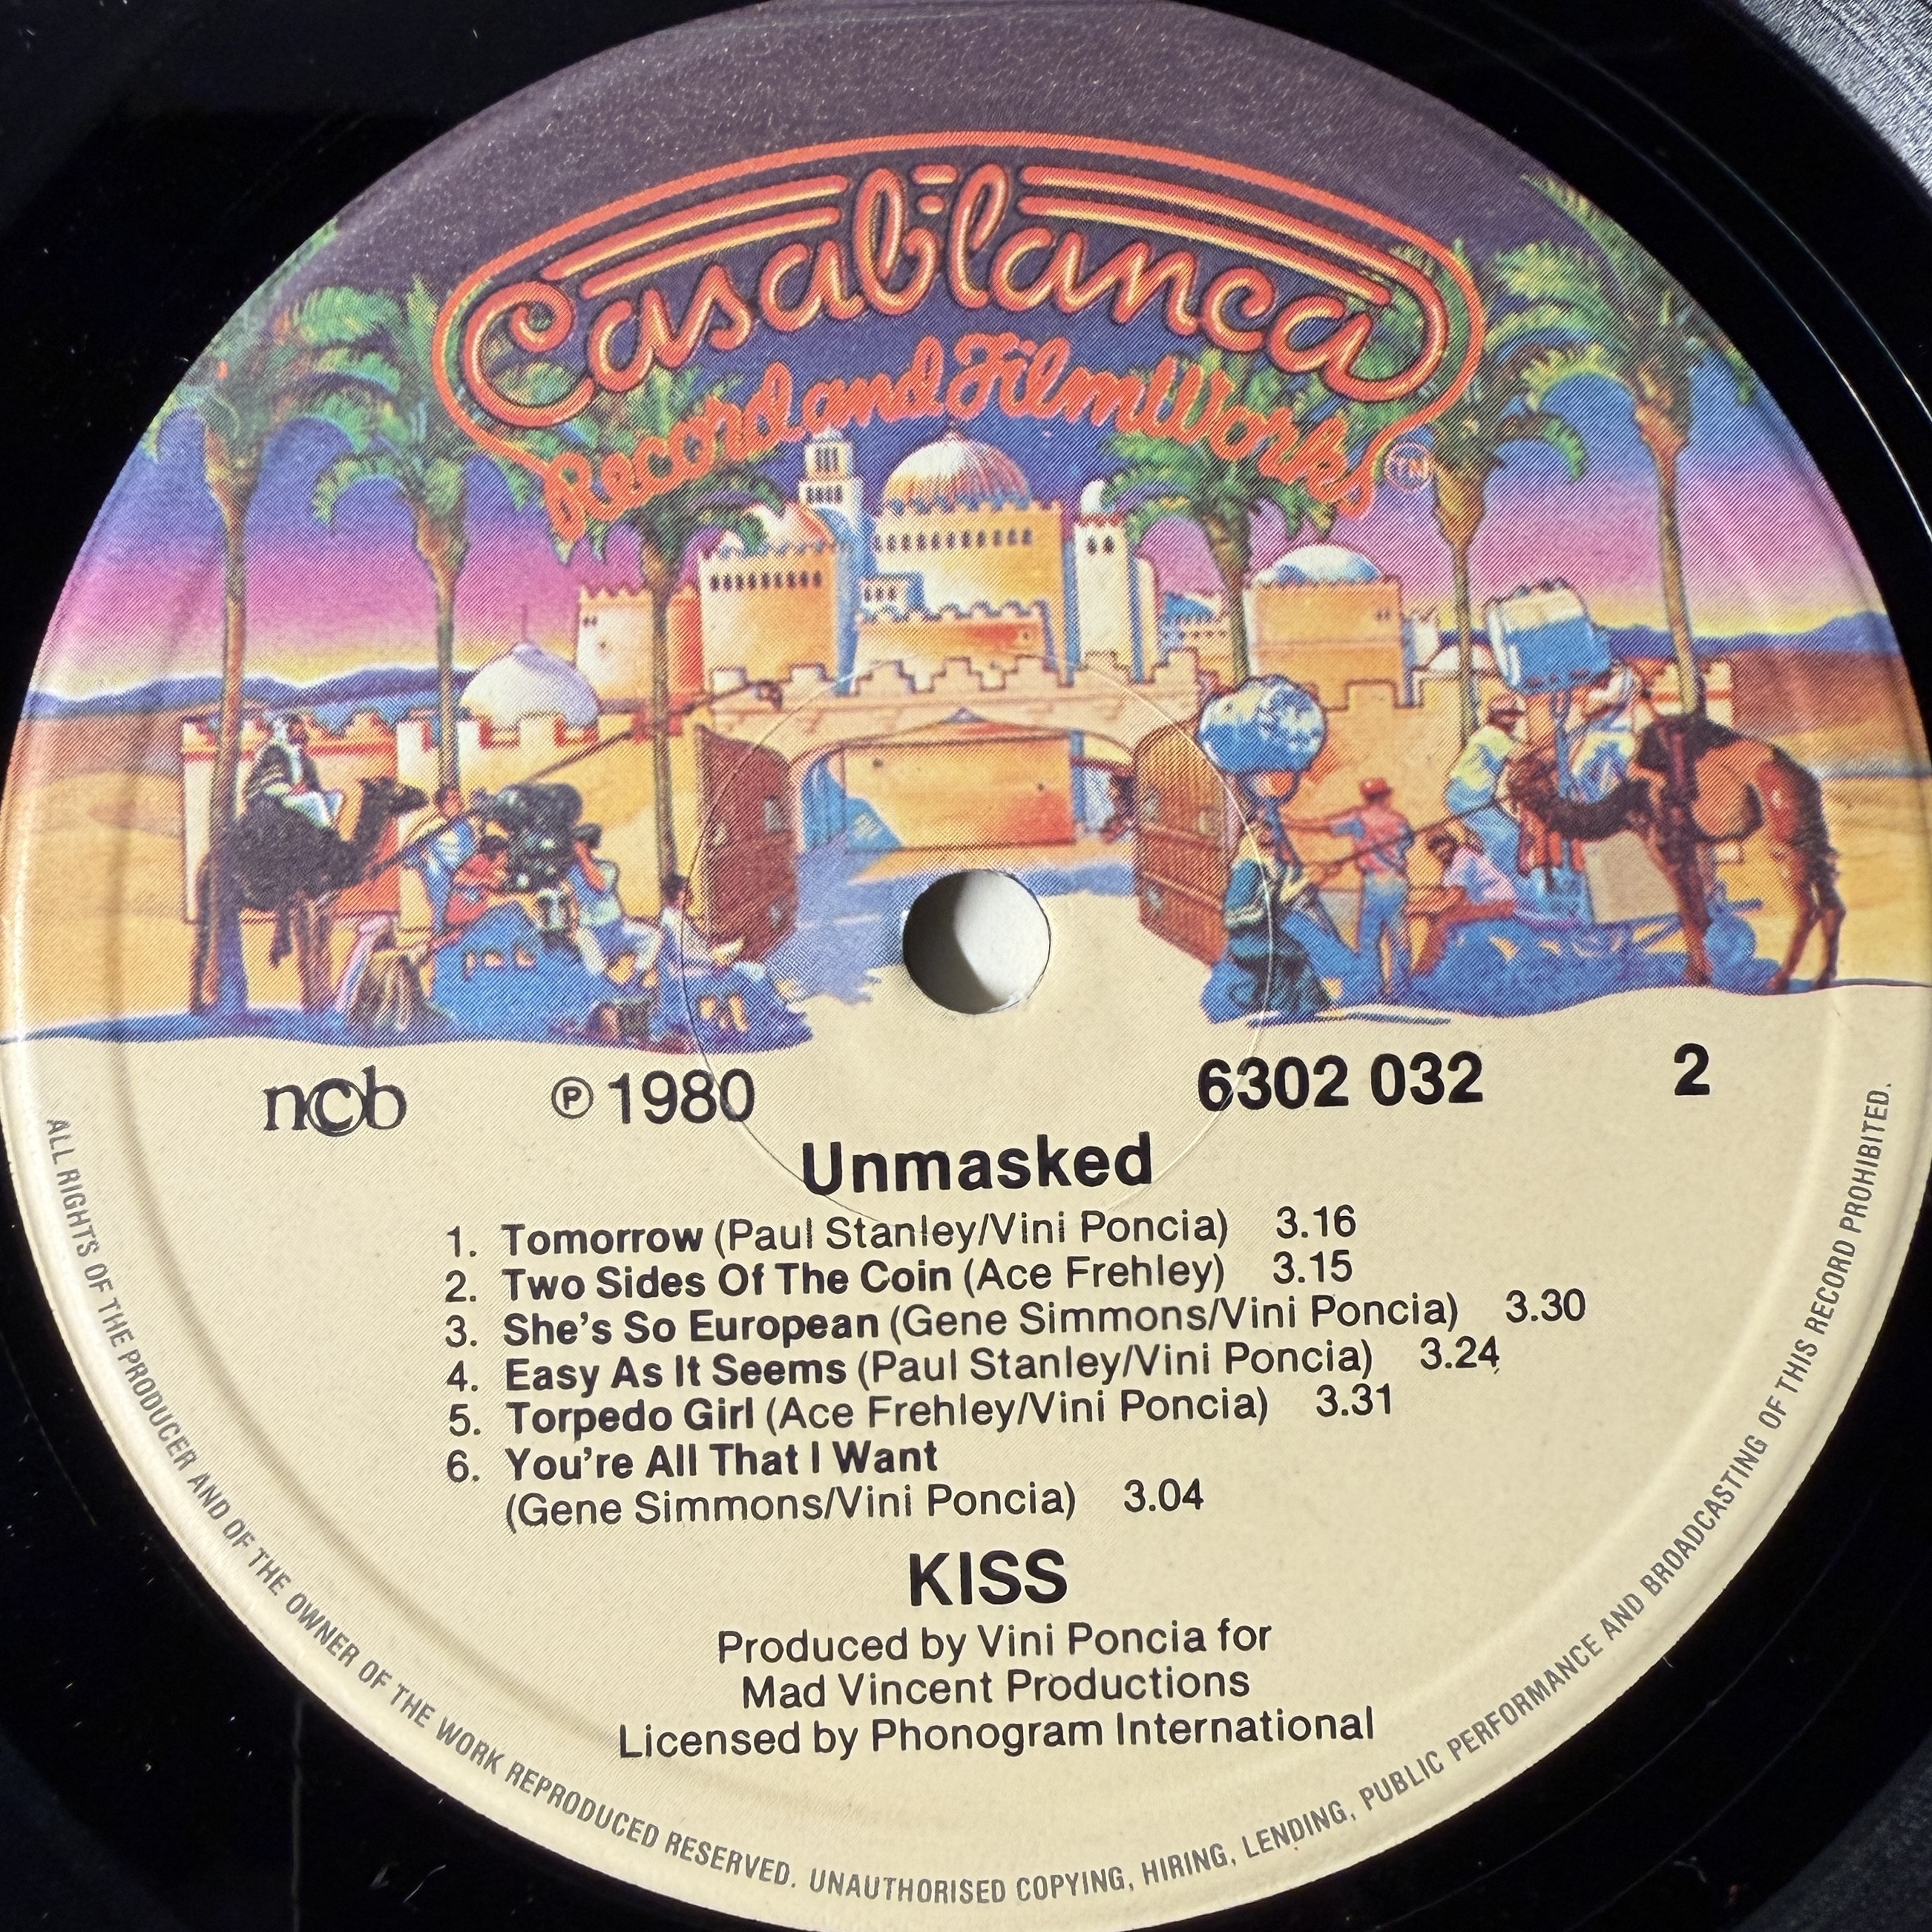 Casablanca
Record and FilmWorks TM
ncb ℗ 1980 6302 032 2
Unmasked
1. Tomorrow (Paul Stanley/Vini Poncia) 3.16
2. Two Sides Of The Coin (Ace Frehley) 3.15
3. She's So European (Gene Simmons/Vini Poncia) 3.30
4. Easy As It Seems (Paul Stanley/Vini Poncia) 3.24
5. Torpedo Girl (Ace Frehley/Vini Poncia) 3.31
6. You're All That I Want
(Gene Simmons/Vini Poncia) 3.04
KISS
Produced by Vini Poncia for
Mad Vincent Productions
Licensed by Phonogram International
ALL RIGHTS OF THE PRODUCER AND OF THE OWNER OF THE WORK REPRODUCED RESERVED. UNAUTHORISED COPYING, HIRING, LENDING, PUBLIC PERFORMANCE AND BROADCASTING OF THIS RECORD PROHIBITED.